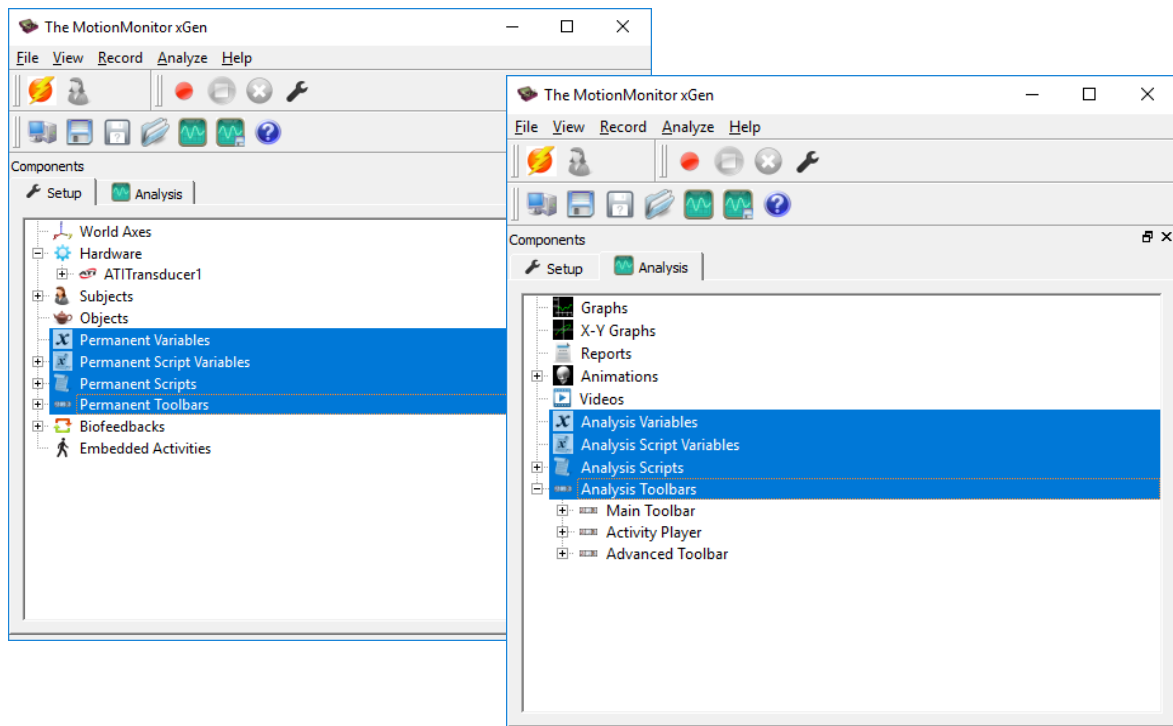 The MotionMonitor xGen
File View Record Analyze Help
Components
Setup Analysis
World Axes
Hardware
ATITransducer1
Subjects
Objects
Permanent Variables
Permanent Script Variables
Permanent Scripts
Permanent Toolbars
Biofeedbacks
Embedded Activities
The MotionMonitor xGen
File View Record Analyze Help
Components
Setup Analysis
Graphs
X-Y Graphs
Reports
Animations
Videos
Analysis Variables
Analysis Script Variables
Analysis Scripts
Analysis Toolbars
Main Toolbar
Activity Player
Advanced Toolbar